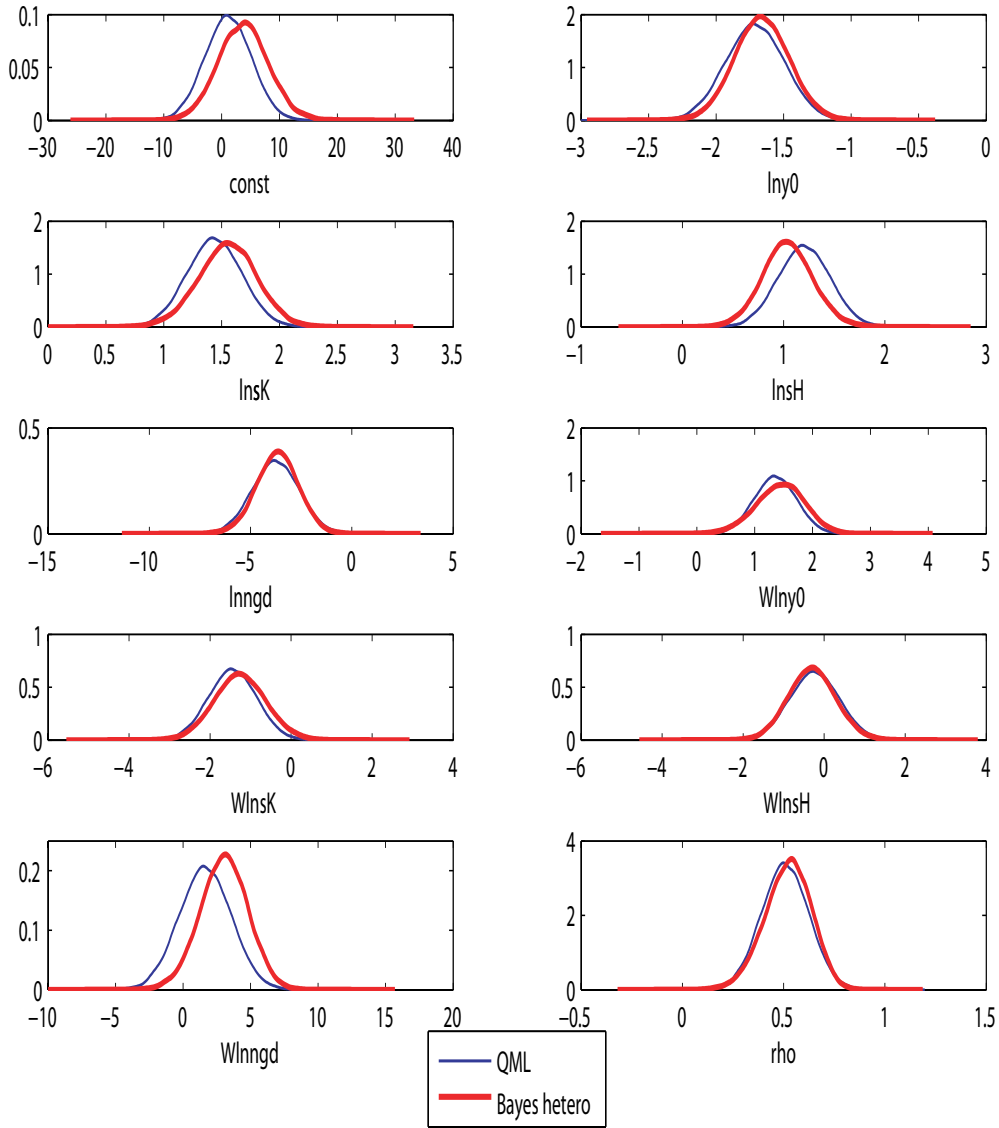 0.1
0.05
0
−30 −20 −10 0 10 20 30 40
const
2
1
0
−3 −2.5 −2 −1.5 −1 −0.5 0
lny0
2
1
0
0 0.5 1 1.5 2 2.5 3 3.5
lnsK
2
1
0
−1 0 1 2 3
lnsH
0.5
0
−15 −10 −5 0 5
lnngd
2
1
0
−2 −1 0 1 2 3 4 5
Wlny0
1
0.5
0
−6 −4 −2 0 2 4
WlnsK
1
0.5
0
−6 −4 −2 0 2 4
WlnsH
0.2
0.1
0
−10 −5 0 5 10 15 20
Wlnngd
4
2
0
−0.5 0 0.5 1 1.5
rho
QML
Bayes hetero